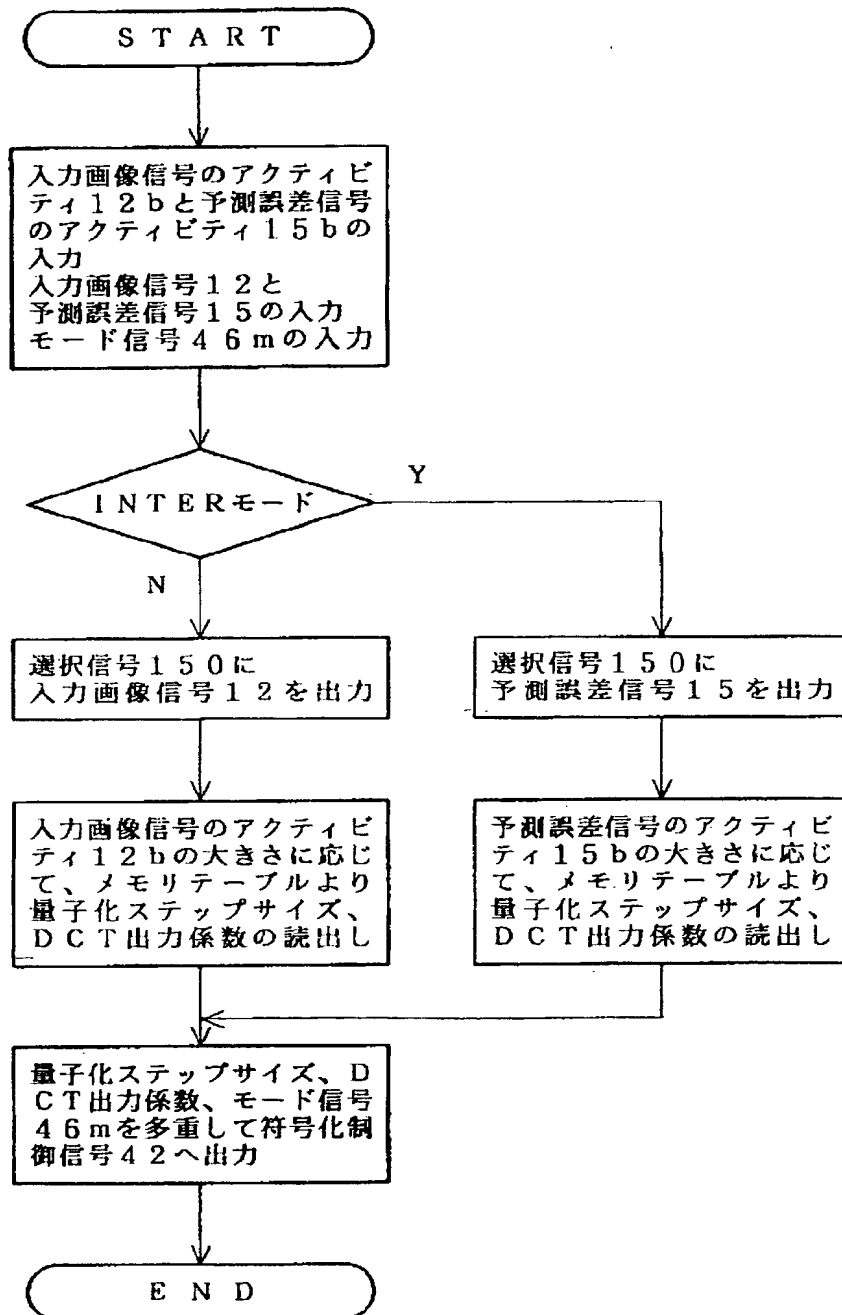 START
入力画像信号のアクティビ
ティ12bと予測誤差信号
のアクティビティ15bの
入力
入力画像信号12と
予測誤差信号15の入力
モード信号46mの入力
INTERモード
Y
N
選択信号150に
入力画像信号12を出力
選択信号150に
予測誤差信号15を出力
入力画像信号のアクティビ
ティ12bの大きさに応じ
て、メモリテーブルより
量子化ステップサイズ、
DCT出力係数の読出し
予測誤差信号のアクティビ
ティ15bの大きさに応じ
て、メモリテーブルより
量子化ステップサイズ、
DCT出力係数の読出し
量子化ステップサイズ、D
CT出力係数、モード信号
46mを多重して符号化制
御信号42へ出力
END